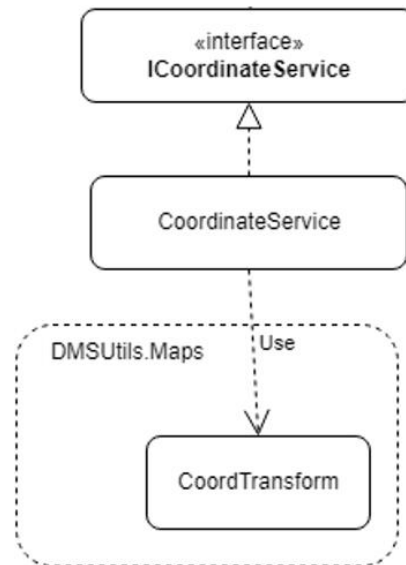 «interface»
ICoordinateService
CoordinateService
DMSUtils.Maps
Use
CoordTransform